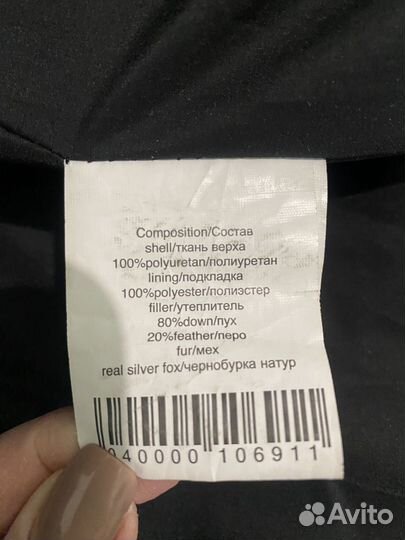 Composition/Состав
shell/ткань верха
100%polyuretan/полиуретан
lining/подкладка
100%polyester/полиэстер
filler/утеплитель
80%down/пух
20%feather/перо
fur/мех
real silver fox/чернобурка натур
040000 106911
Avito